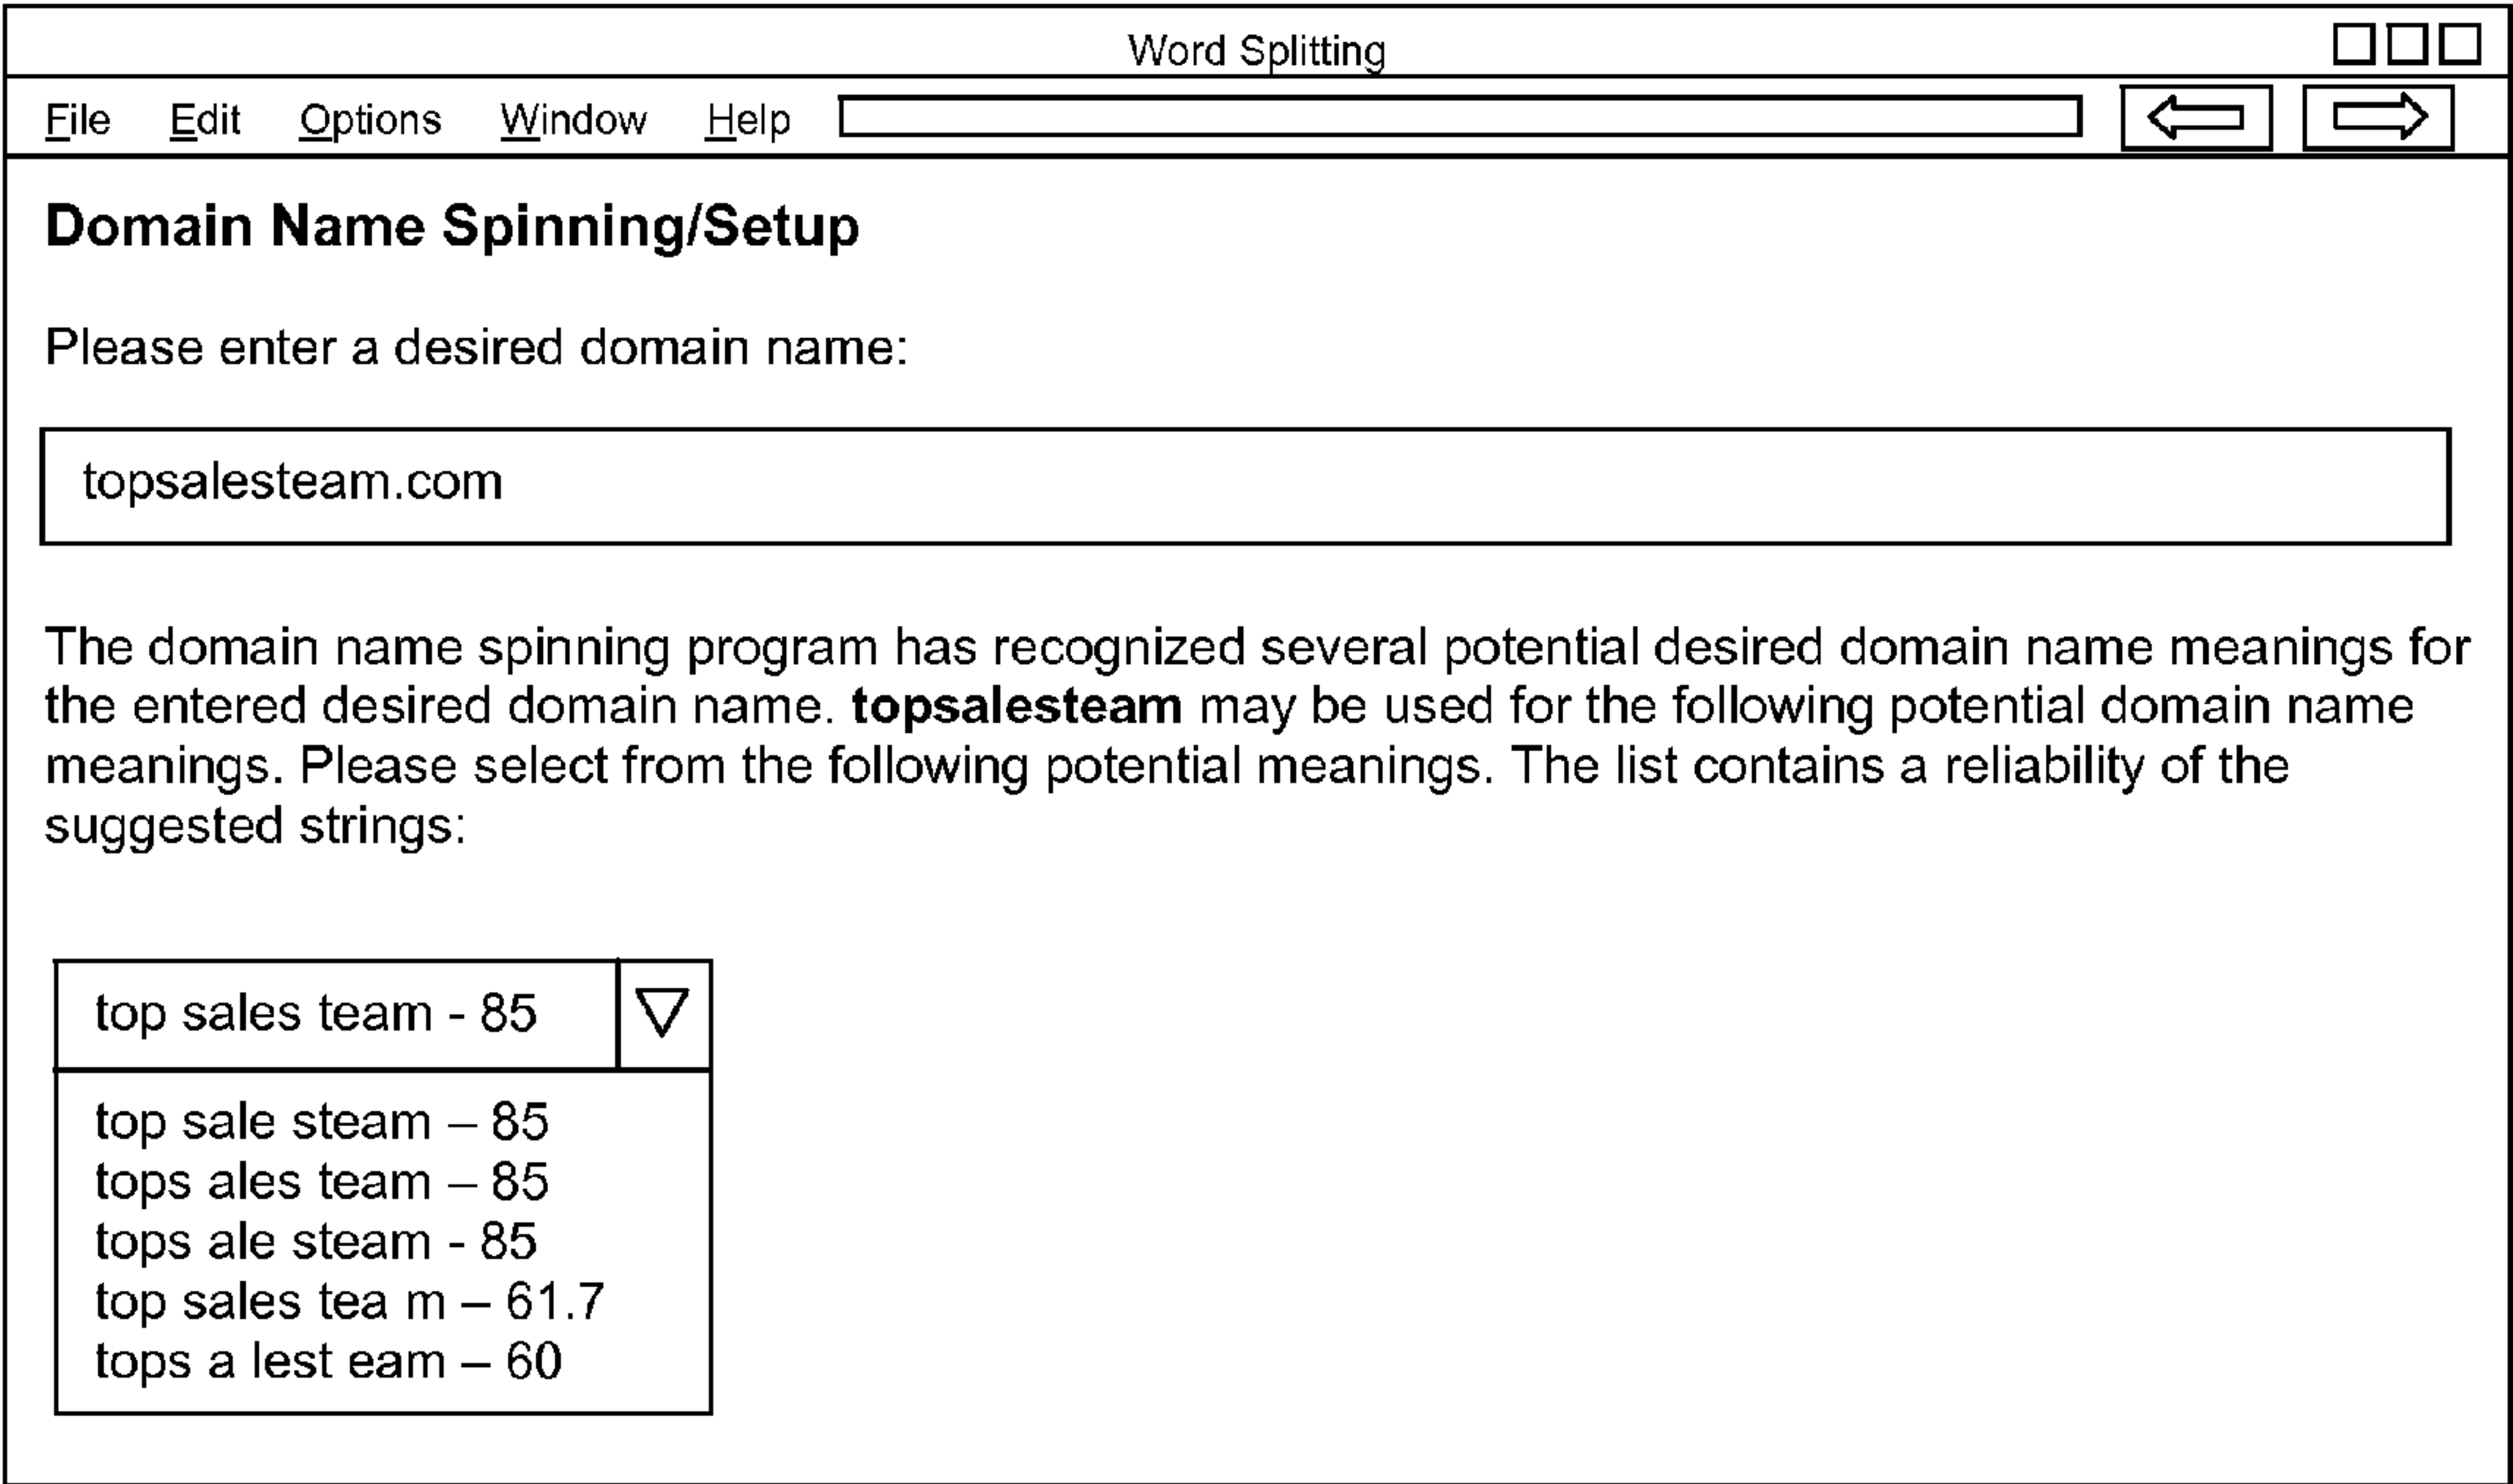 Word Splitting
File Edit Options Window Help
Domain Name Spinning/Setup
Please enter a desired domain name:
topsalesteam.com
The domain name spinning program has recognized several potential desired domain name meanings for
the entered desired domain name. topsalesteam may be used for the following potential domain name
meanings. Please select from the following potential meanings. The list contains a reliability of the
suggested strings:
top sales team - 85
top sale steam – 85
tops ales team – 85
tops ale steam - 85
top sales tea m – 61.7
tops a lest eam – 60